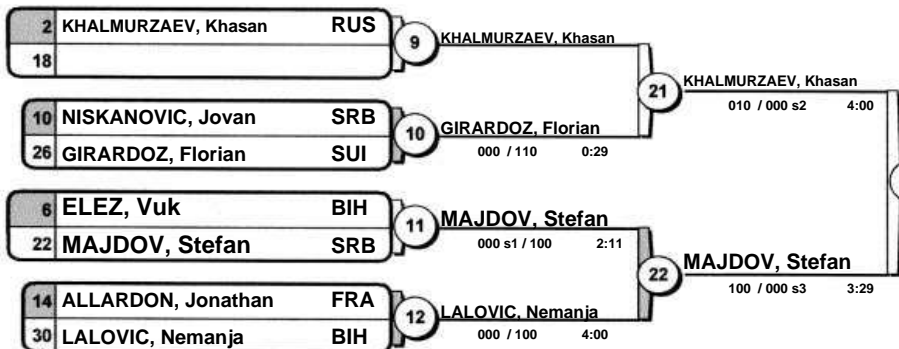 2 KHALMURZAEV, Khasan RUS
18
9
KHALMURZAEV, Khasan
21
KHALMURZAEV, Khasan
010 / 000 s2 4:00
10 NISKANOVIC, Jovan SRB
26 GIRARDOZ, Florian SUI
10
GIRARDOZ, Florian
000 / 110 0:29
6 ELEZ, Vuk BIH
22 MAJDOV, Stefan SRB
11
MAJDOV, Stefan
000 s1 / 100 2:11
22
MAJDOV, Stefan
100 / 000 s3 3:29
14 ALLARDON, Jonathan FRA
30 LALOVIC, Nemanja BIH
12
LALOVIC, Nemanja
000 / 100 4:00